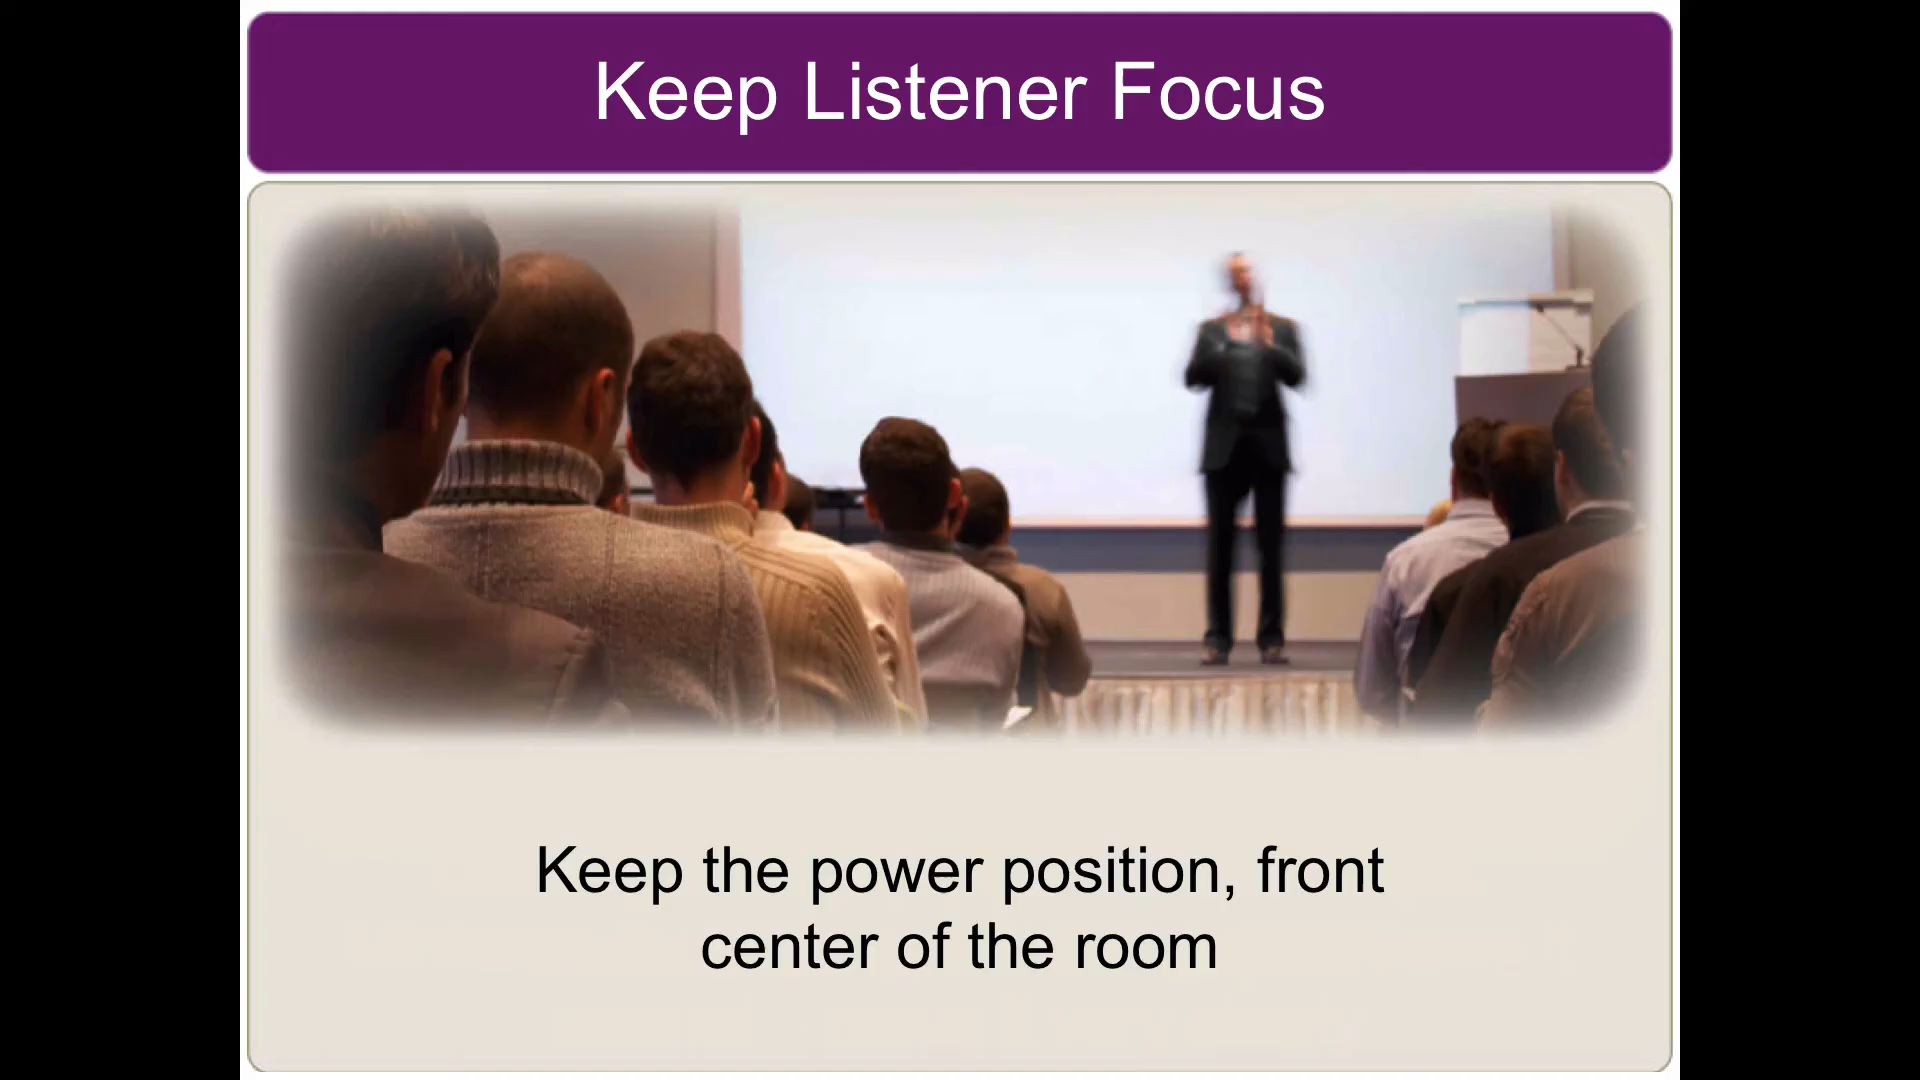 Keep Listener Focus
Keep the power position, front
center of the room